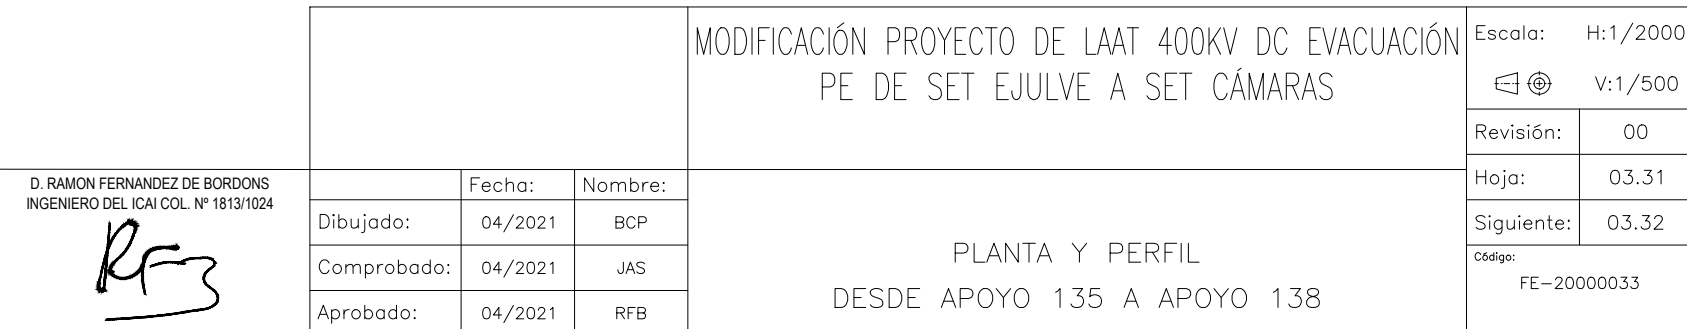 MODIFICACIÓN PROYECTO DE LAAT 400KV DC EVACUACIÓN
PE DE SET EJULVE A SET CÁMARAS
Escala: H:1/2000
V:1/500
Revisión: 00
Hoja: 03.31
Siguiente: 03.32
Código:
FE-20000033
D. RAMON FERNANDEZ DE BORDONS
INGENIERO DEL ICAI COL. Nº 1813/1024
RFB
Fecha: Nombre:
Dibujado: 04/2021 BCP
Comprobado: 04/2021 JAS
Aprobado: 04/2021 RFB
PLANTA Y PERFIL
DESDE APOYO 135 A APOYO 138